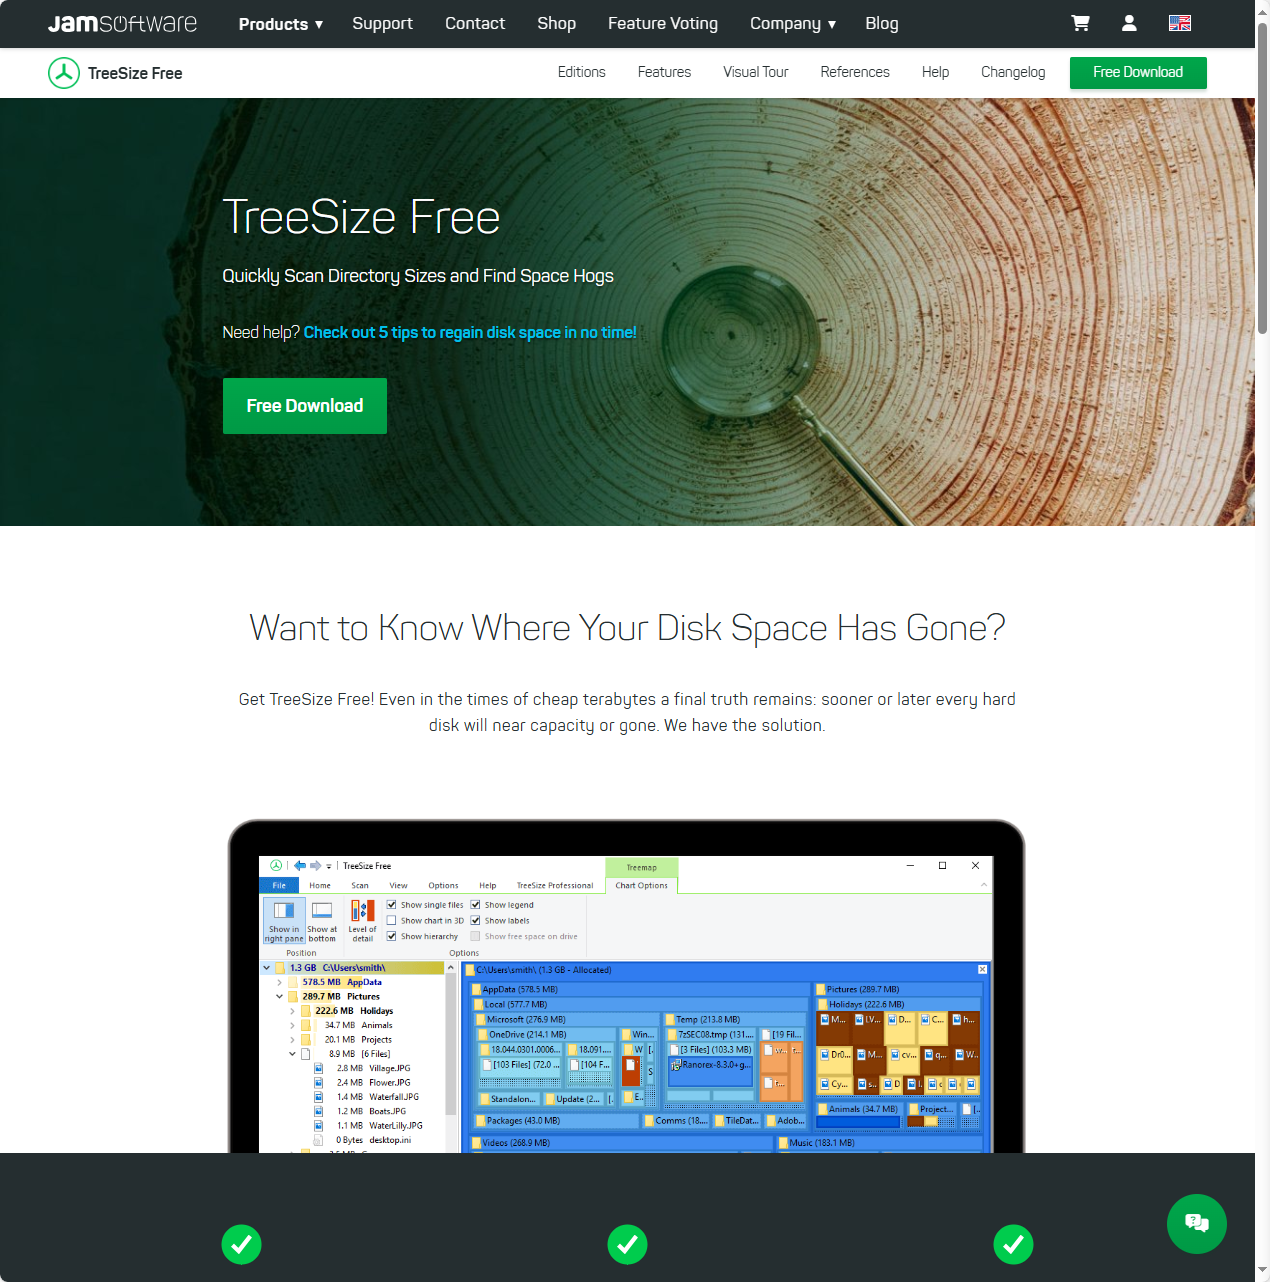 Jamsoftware
Products ▼
Support
Contact
Shop
Feature Voting
Company ▼
Blog
TreeSize Free
Editions
Features
Visual Tour
References
Help
Changelog
Free Download
TreeSize Free
Quickly Scan Directory Sizes and Find Space Hogs
Need help? Check out 5 tips to regain disk space in no time!
Free Download
Want to Know Where Your Disk Space Has Gone?
Get TreeSize Free! Even in the times of cheap terabytes a final truth remains: sooner or later every hard
disk will near capacity or gone. We have the solution.
TreeSize Free
Treemap
File
Home
Scan
View
Options
Help
TreeSize Professional
Chart Options
Show in
right pane
Show at
bottom
Position
Level of
detail
Show single files
Show chart in 3D
Show hierarchy
Show legend
Show labels
Show free space on drive
Options
1.3 GB C:\Users\smith\
578.5 MB AppData
289.7 MB Pictures
222.6 MB Holidays
34.7 MB Animals
20.1 MB Projects
8.9 MB [6 Files]
2.8 MB Village.JPG
2.4 MB Flower.JPG
1.4 MB Waterfall.JPG
1.2 MB Boats.JPG
1.1 MB WaterLilly.JPG
0 Bytes desktop.ini
C:\Users\smith\ (1.3 GB - Allocated)
AppData (578.5 MB)
Local (577.7 MB)
Microsoft (276.9 MB)
OneDrive (214.1 MB)
18.044.0301.0006...
18.091....
[103 Files] (72.0 ...
[104 F...
Standalon...
Update (2...
[.
Win...
W
[.
S
E...
Temp (213.8 MB)
7zSEC08.tmp (131....
[3 Files] (103.3 MB)
Ranorex-8.3.0+g...
[19 Fil...
w...
r...
r...
Packages (43.0 MB)
Comms (18....
TileDat...
Adob...
Videos (268.9 MB)
Music (183.1 MB)
Pictures (289.7 MB)
Holidays (222.6 MB)
M...
I.V...
D...
C...
h...
Dr0...
M...
cv...
q...
W..
Cy...
s..
D
Animals (34.7 MB)
Project...
[..